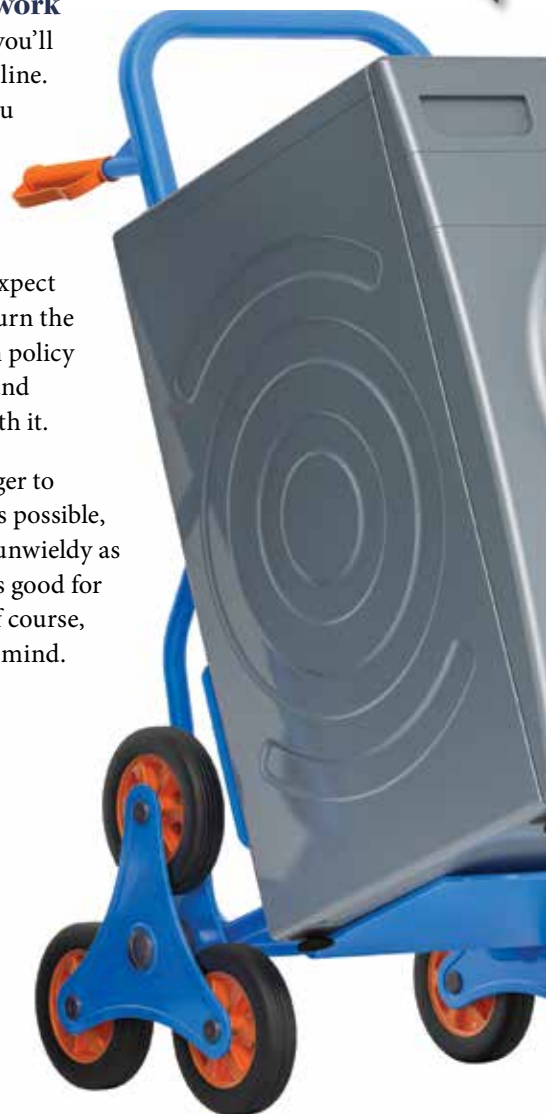 work
you’ll
line.
u
xpect
urn the
n policy
and
th it.
ger to
s possible,
unwieldy as
s good for
f course,
mind.